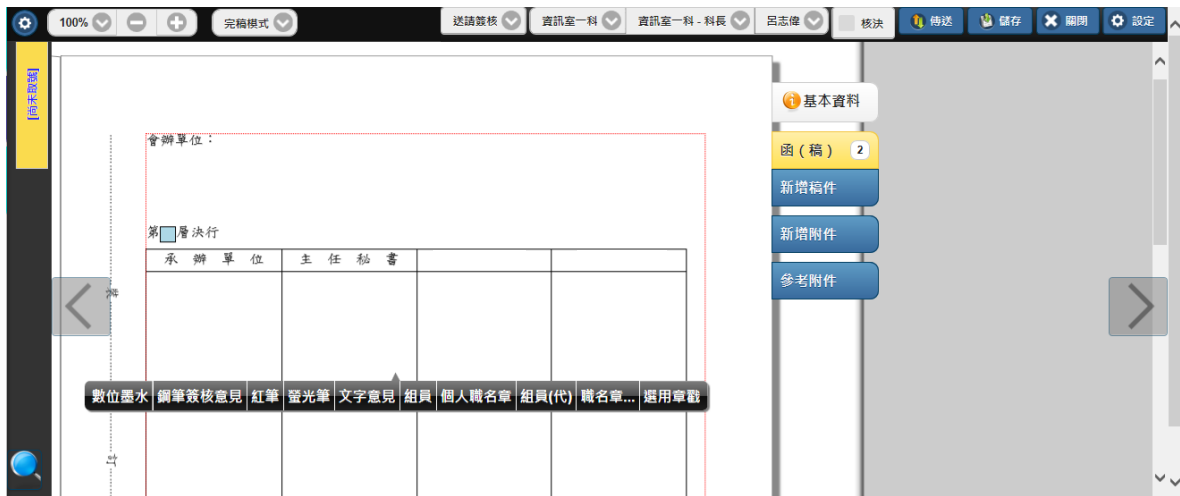 100% 完稿模式 送請簽核 資訊室一科 資訊室一科 - 科長 呂志偉 核決 傳送 儲存 關閉 設定
[尚未取號]
基本資料
會辦單位：
函（稿） 2
新增稿件
第 層決行
新增附件
承辦單位 主任秘書
參考附件
裝
數位墨水 鋼筆簽核意見 紅筆 螢光筆 文字意見 組員 個人職名章 組員(代) 職名章... 選用章戳
訂